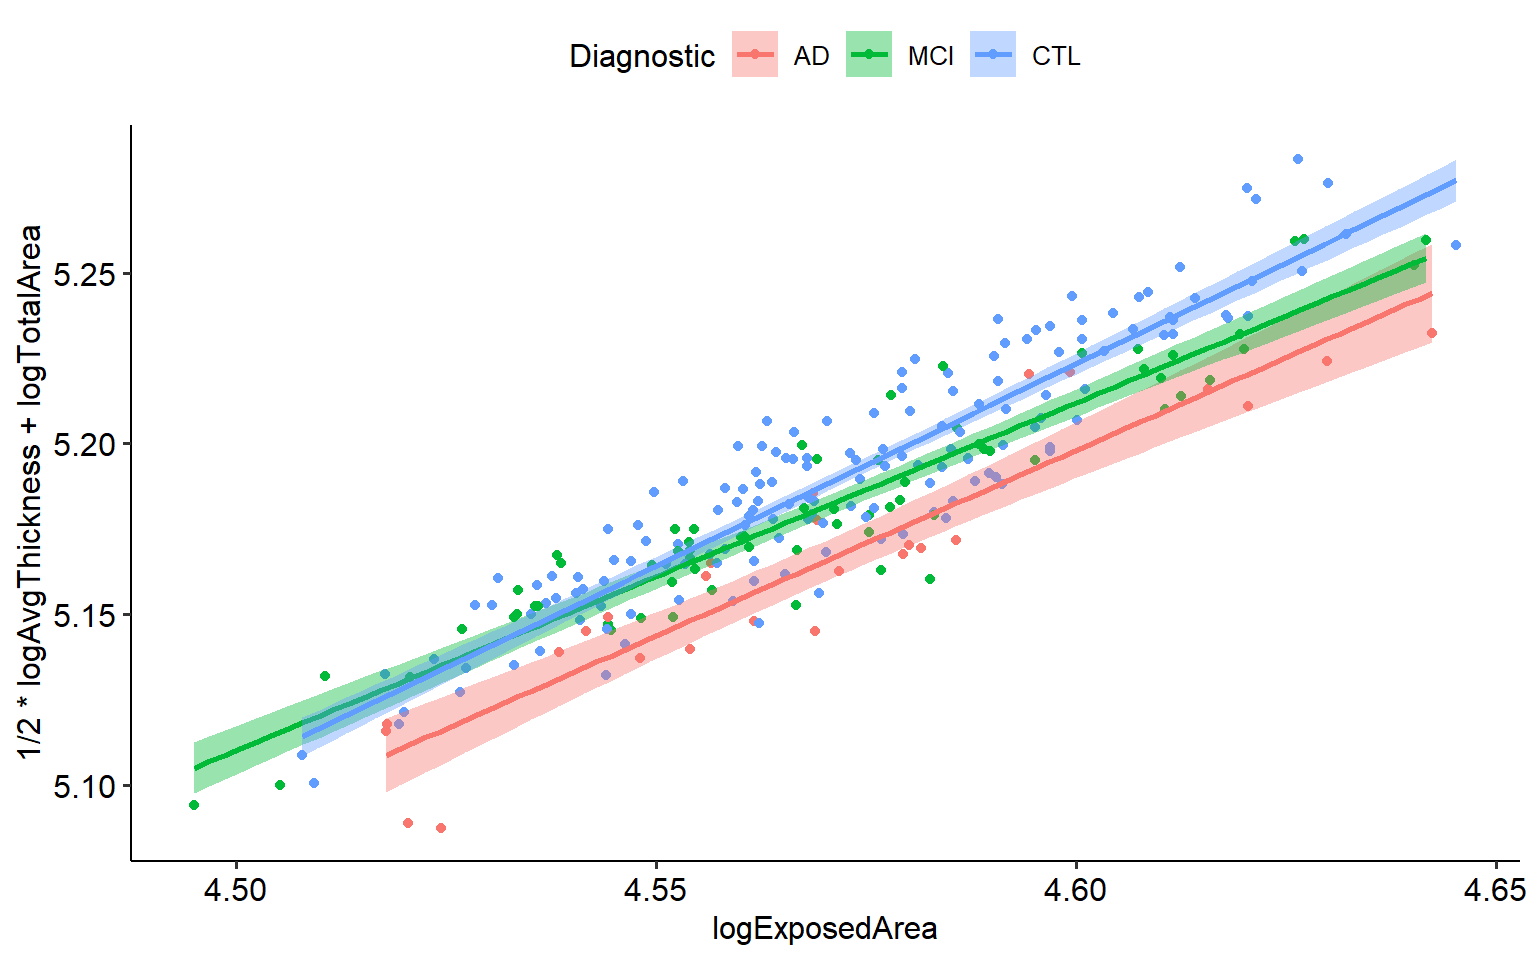 Diagnostic AD MCI CTL
1/2 * logAvgThickness + logTotalArea
5.25
5.20
5.15
5.10
4.50 4.55 4.60 4.65
logExposedArea